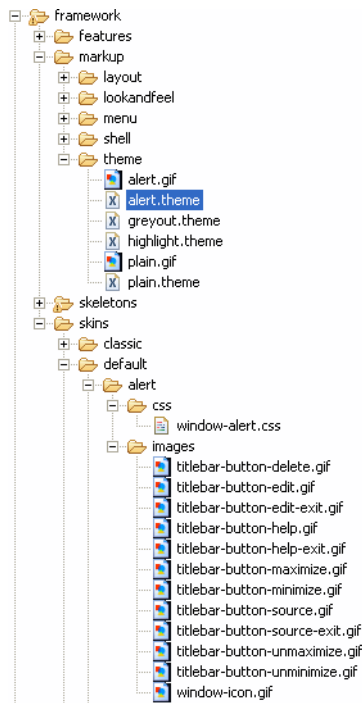 framework
features
markup
layout
lookandfeel
menu
shell
theme
alert.gif
alert.theme
greyout.theme
highlight.theme
plain.gif
plain.theme
skeletons
skins
classic
default
alert
css
window-alert.css
images
titlebar-button-delete.gif
titlebar-button-edit.gif
titlebar-button-edit-exit.gif
titlebar-button-help.gif
titlebar-button-help-exit.gif
titlebar-button-maximize.gif
titlebar-button-minimize.gif
titlebar-button-source.gif
titlebar-button-source-exit.gif
titlebar-button-unmaximize.gif
titlebar-button-unminimize.gif
window-icon.gif